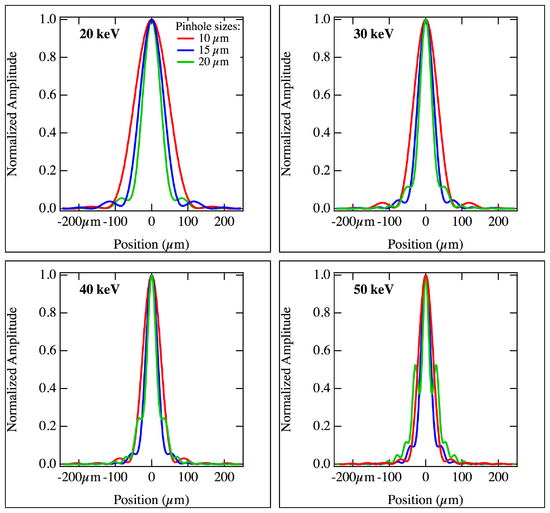 20 keV
Pinhole sizes:
10 µm
15 µm
20 µm
1.0
0.8
0.6
0.4
0.2
0.0
Normalized Amplitude
-200µm -100 0 100 200
Position (µm)
30 keV
1.0
0.8
0.6
0.4
0.2
0.0
Normalized Amplitude
-200µm -100 0 100 200
Position (µm)
40 keV
1.0
0.8
0.6
0.4
0.2
0.0
Normalized Amplitude
-200µm -100 0 100 200
Position (µm)
50 keV
1.0
0.8
0.6
0.4
0.2
0.0
Normalized Amplitude
-200µm -100 0 100 200
Position (µm)